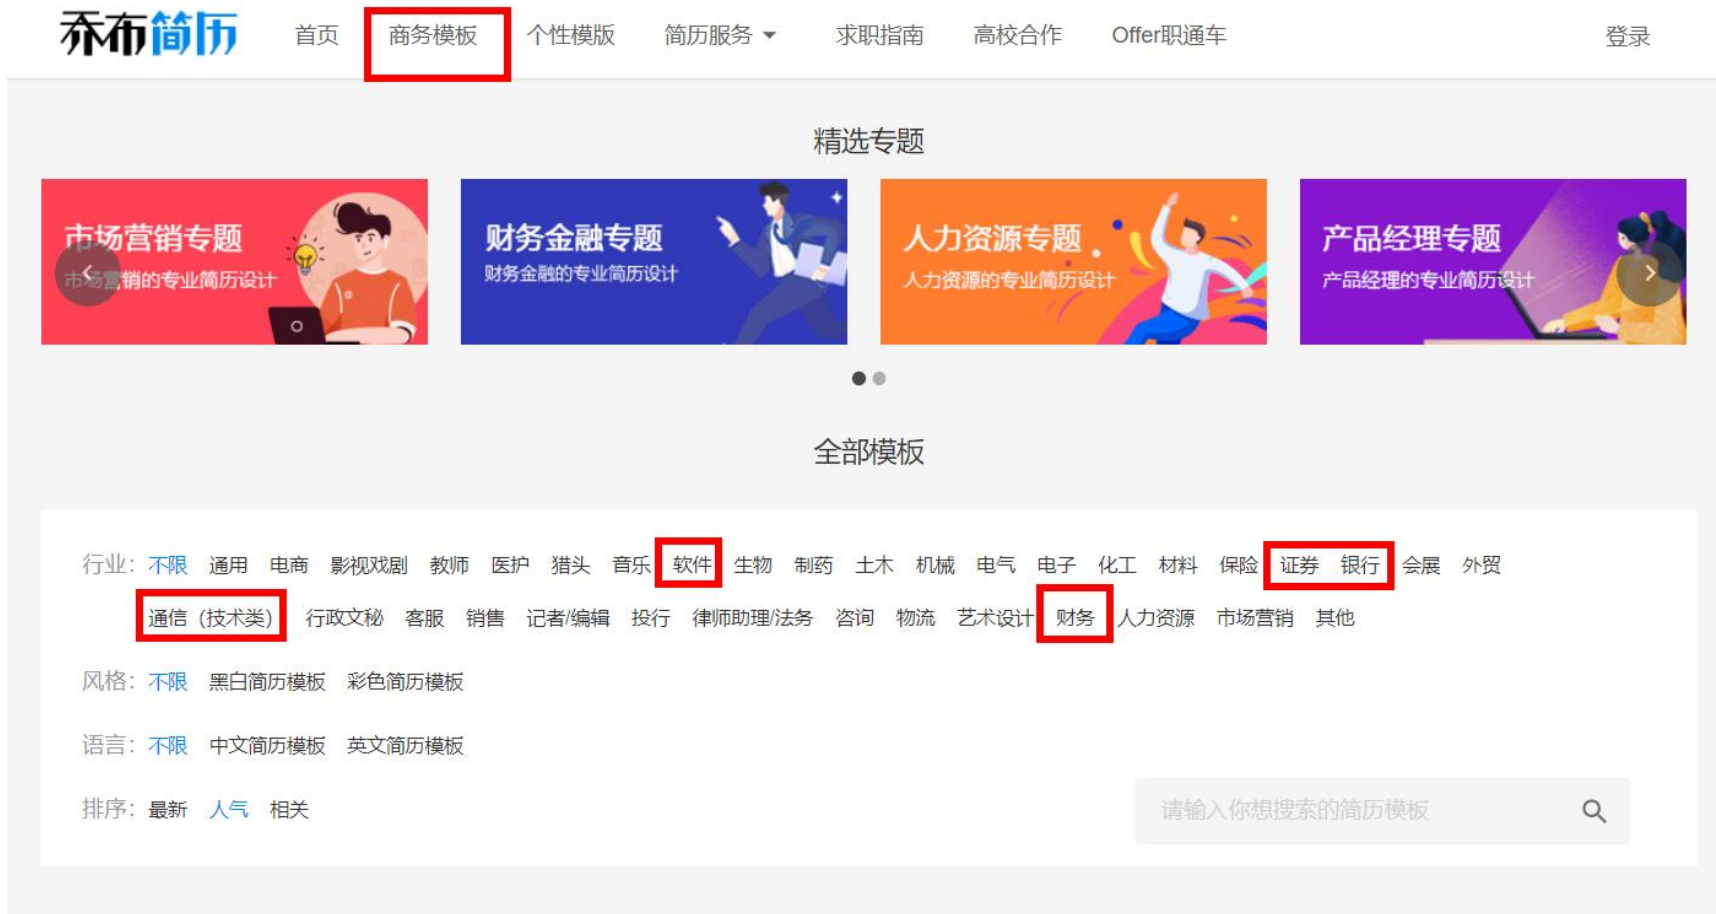 乔布简历 首页 商务模板 个性模版 简历服务 求职指南 高校合作 Offer职通车 登录
精选专题
市场营销专题 财务金融专题 人力资源专题 产品经理专题
市场营销的专业简历设计 财务金融的专业简历设计 人力资源的专业简历设计 产品经理的专业简历设计
全部模板
行业: 不限 通用 电商 影视戏剧 教师 医护 猎头 音乐 软件 生物 制药 土木 机械 电气 电子 化工 材料 保险 证券 银行 会展 外贸
通信 (技术类) 行政文秘 客服 销售 记者/编辑 投行 律师助理/法务 咨询 物流 艺术设计 财务 人力资源 市场营销 其他
风格: 不限 黑白简历模板 彩色简历模板
语言: 不限 中文简历模板 英文简历模板
排序: 最新 人气 相关
请输入你想搜索的简历模板